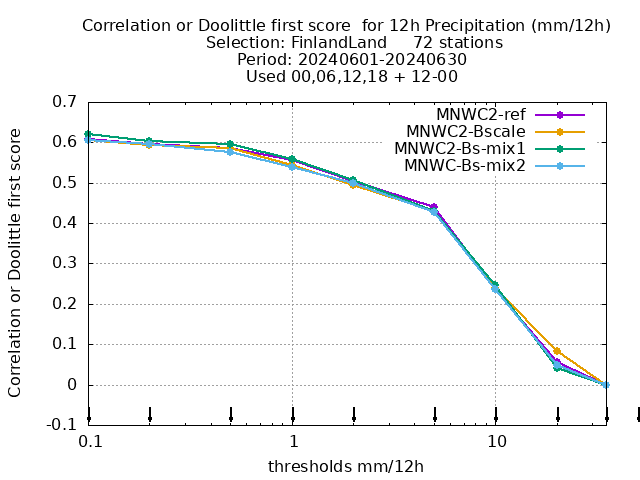 Correlation or Doolittle first score  for 12h Precipitation (mm/12h)
Selection: FinlandLand     72 stations
Period: 20240601-20240630
Used 00,06,12,18 + 12-00
MNWC2-ref
MNWC2-Bscale
MNWC2-Bs-mix1
MNWC-Bs-mix2
Correlation or Doolittle first score
0.7
0.6
0.5
0.4
0.3
0.2
0.1
0
-0.1
0.1
1
10
thresholds mm/12h